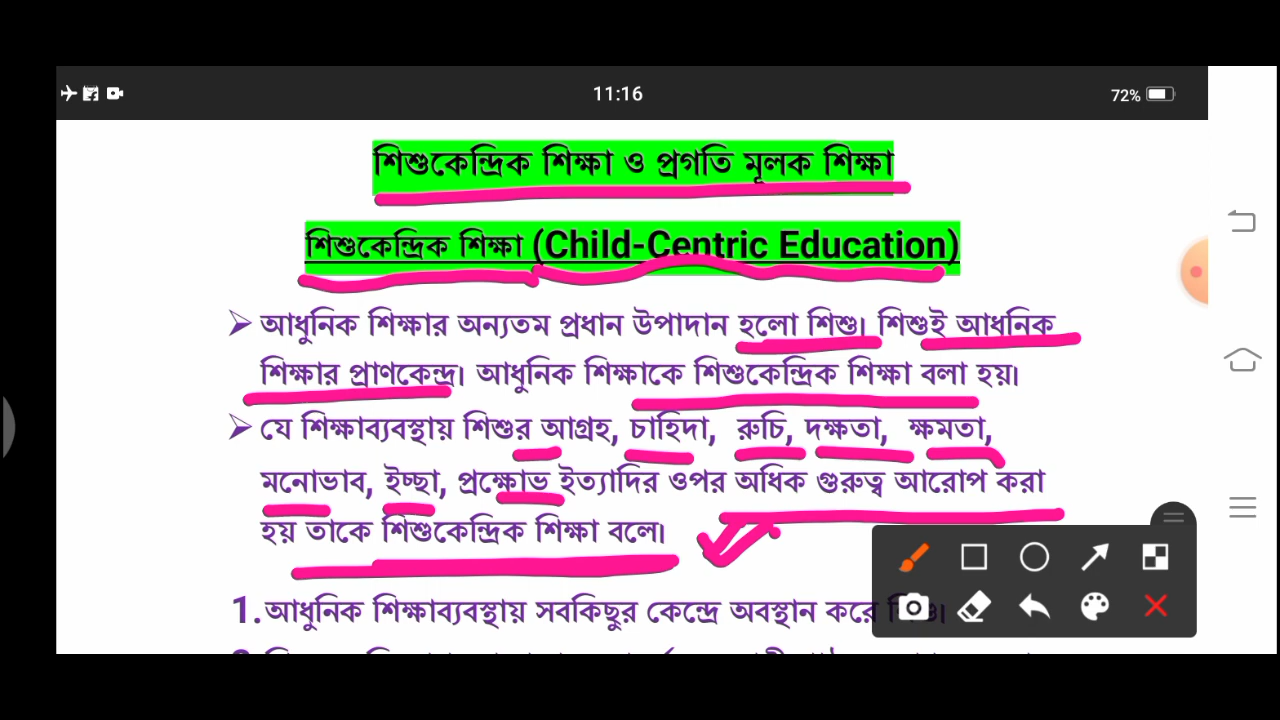 11:16
72%
শিশুকেন্দ্রিক শিক্ষা ও প্রগতি মূলক শিক্ষা
শিশুকেন্দ্রিক শিক্ষা (Child-Centric Education)
আধুনিক শিক্ষার অন্যতম প্রধান উপাদান হলো শিশু। শিশুই আধনিক
শিক্ষার প্রাণকেন্দ্র। আধুনিক শিক্ষাকে শিশুকেন্দ্রিক শিক্ষা বলা হয়।
যে শিক্ষাব্যবস্থায় শিশুর আগ্রহ, চাহিদা, রুচি, দক্ষতা, ক্ষমতা,
মনোভাব, ইচ্ছা, প্রক্ষোভ ইত্যাদির ওপর অধিক গুরুত্ব আরোপ করা
হয় তাকে শিশুকেন্দ্রিক শিক্ষা বলে।
1.আধুনিক শিক্ষাব্যবস্থায় সবকিছুর কেন্দ্রে অবস্থান করে